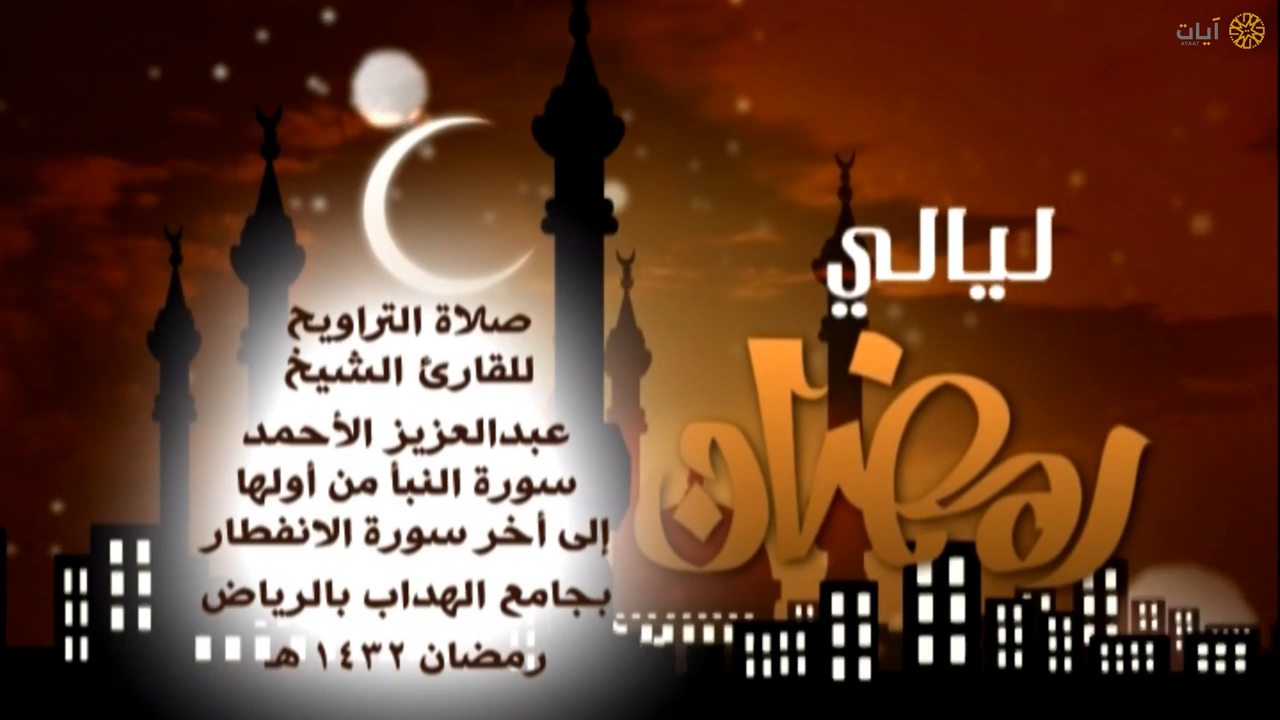 آيات
AYAAT
ليالي
رمضان
صلاة التراويح
للقارئ الشيخ
عبدالعزيز الأحمد
سورة النبأ من أولها
إلى أخر سورة الانفطار
بجامع الهداب بالرياض
رمضان ١٤٣٢ هـ